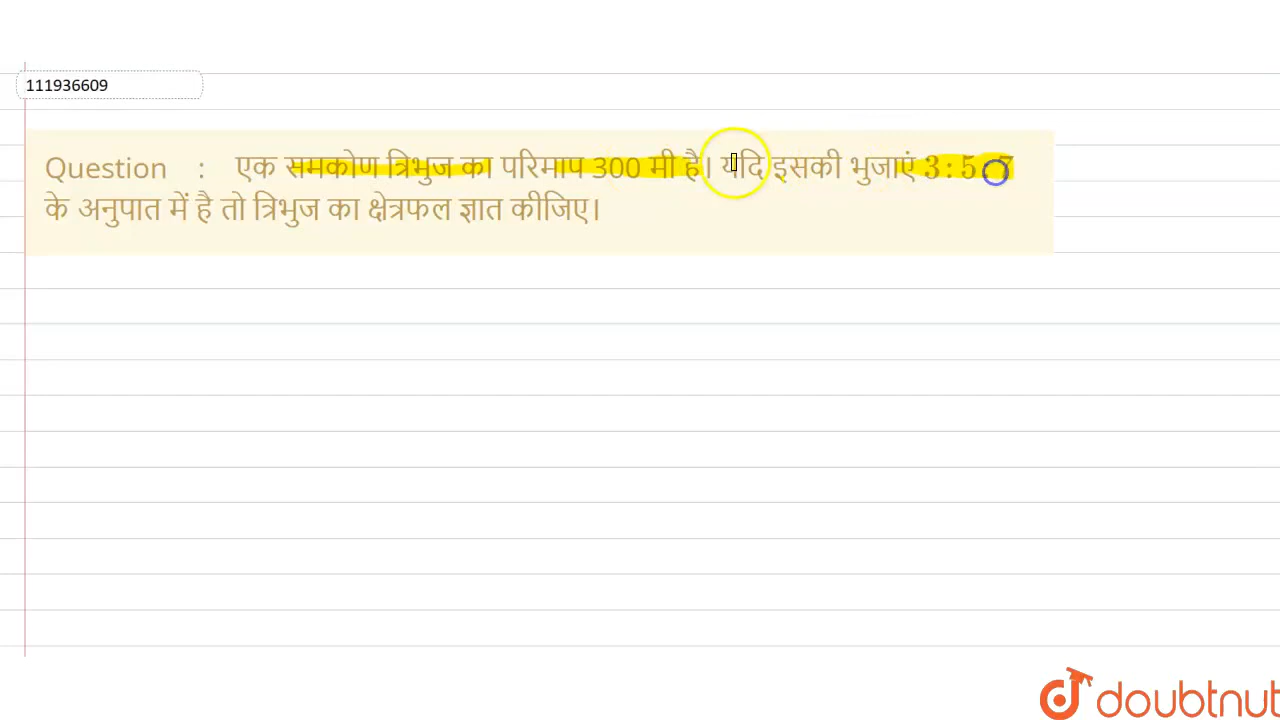 111936609
Question : एक समकोण त्रिभुज का परिमाप 300 मी है। यदि इसकी भुजाएं 3 : 5 : 7
के अनुपात में है तो त्रिभुज का क्षेत्रफल ज्ञात कीजिए।
doubtnut